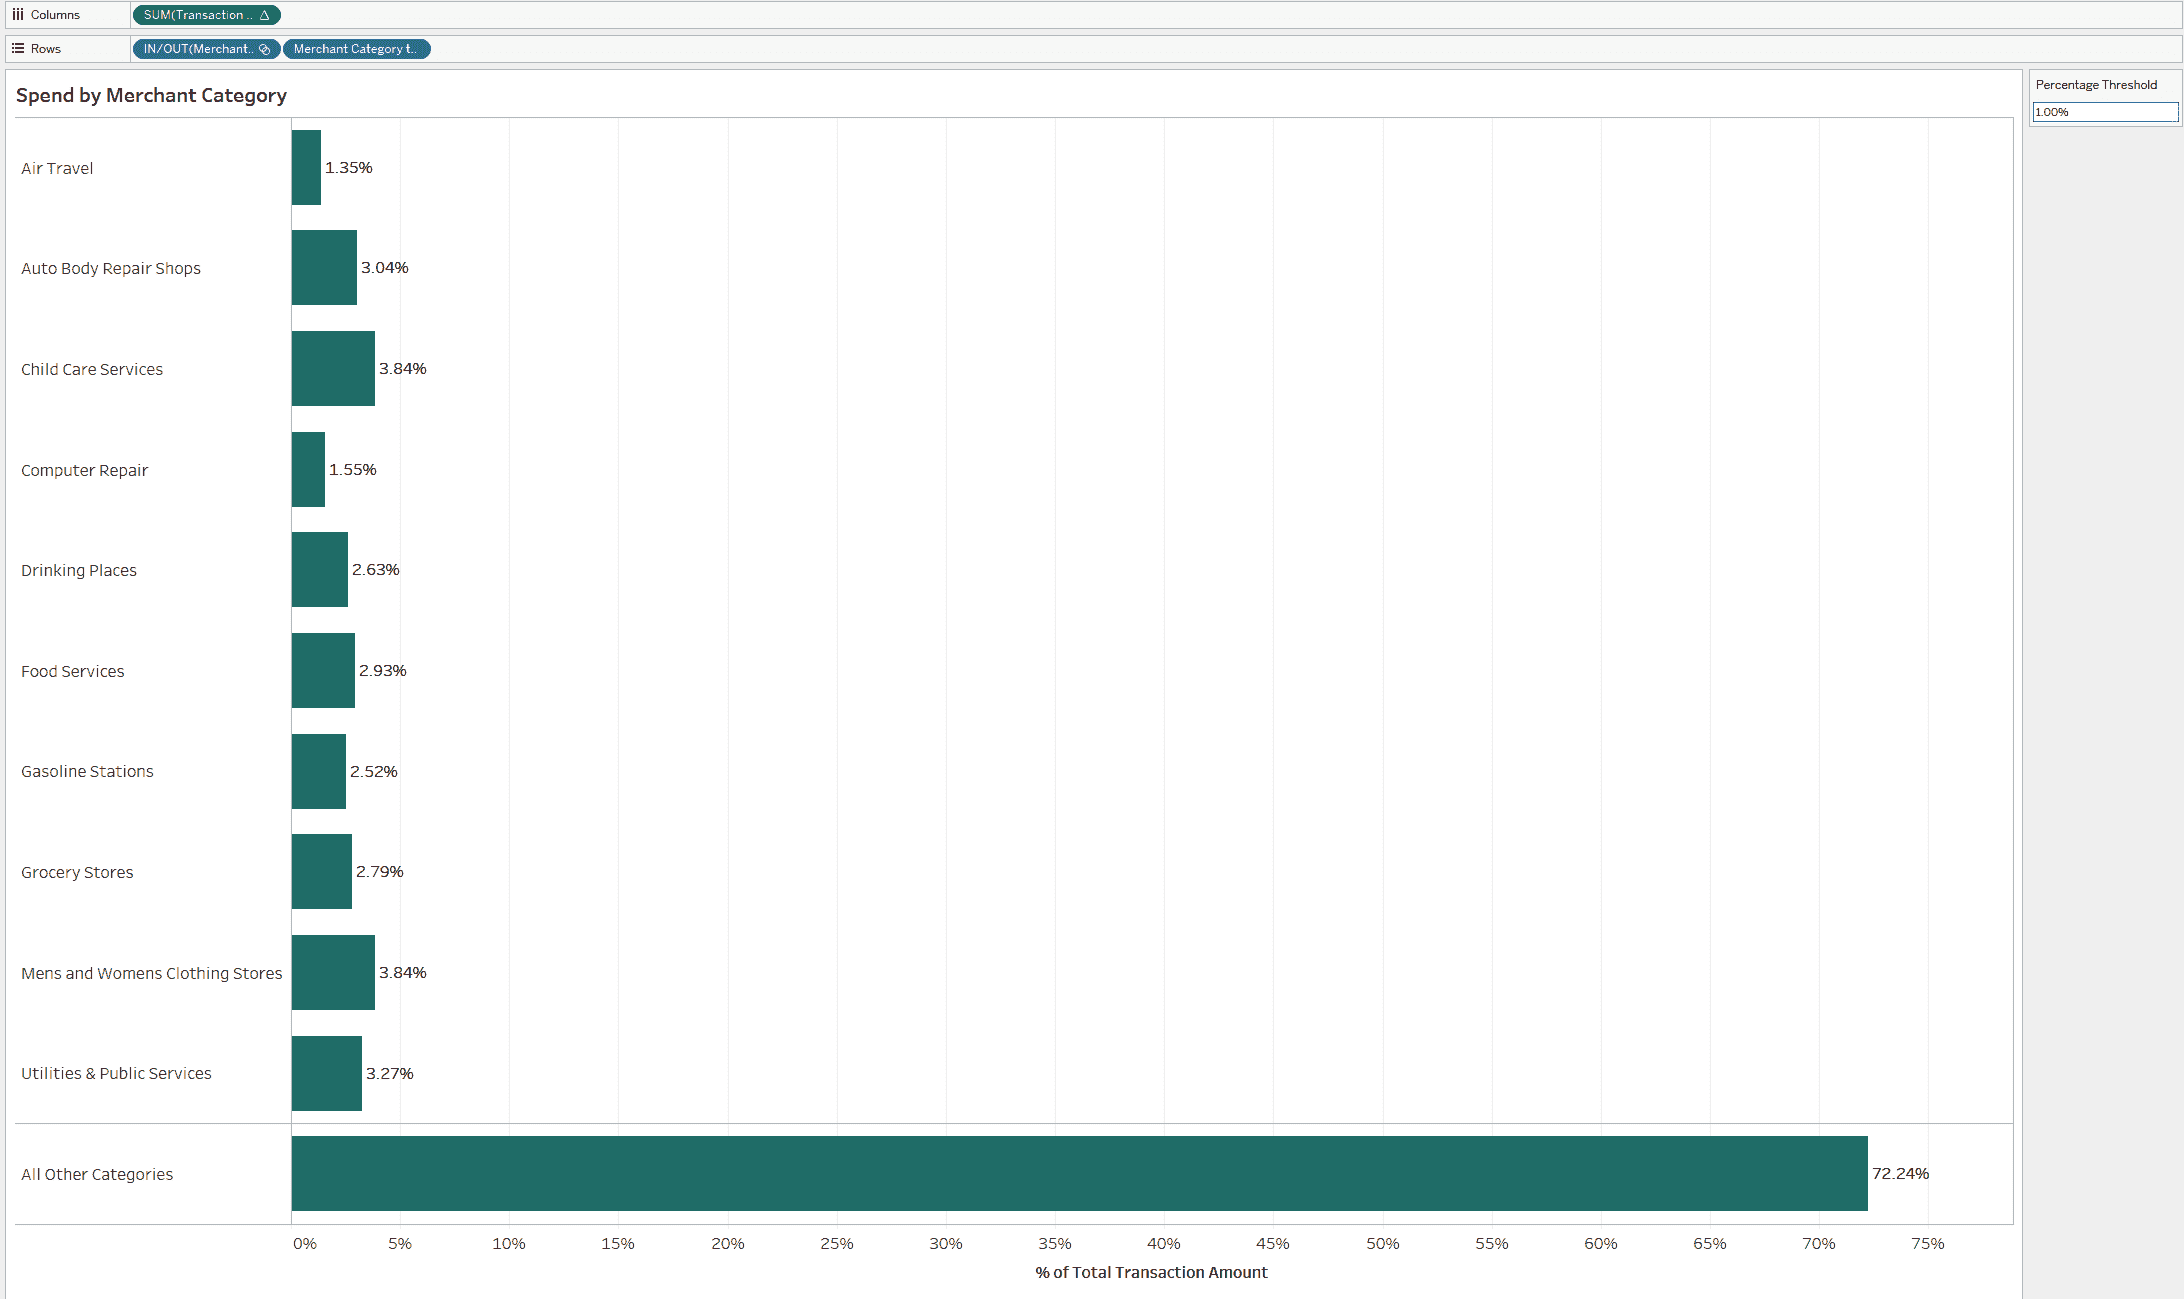 Columns
SUM(Transaction .. △
Rows
IN/OUT(Merchant..
Merchant Category t..
Spend by Merchant Category
Percentage Threshold
1.00%
Air Travel
1.35%
Auto Body Repair Shops
3.04%
Child Care Services
3.84%
Computer Repair
1.55%
Drinking Places
2.63%
Food Services
2.93%
Gasoline Stations
2.52%
Grocery Stores
2.79%
Mens and Womens Clothing Stores
3.84%
Utilities & Public Services
3.27%
All Other Categories
72.24%
0% 5% 10% 15% 20% 25% 30% 35% 40% 45% 50% 55% 60% 65% 70% 75%
% of Total Transaction Amount